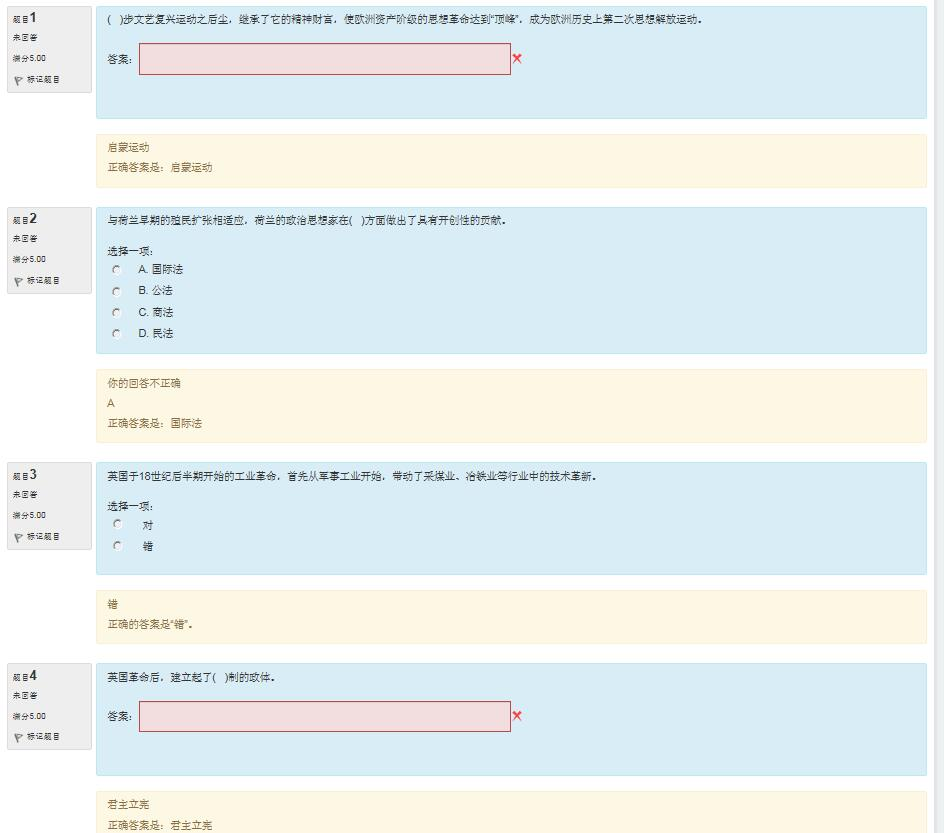 题目1
未回答
满分5.00
标记题目
(   )步文艺复兴运动之后尘，继承了它的精神财富，使欧洲资产阶级的思想革命达到“顶峰”，成为欧洲历史上第二次思想解放运动。
答案：
启蒙运动
正确答案是：启蒙运动
题目2
未回答
满分5.00
标记题目
与荷兰早期的殖民扩张相适应，荷兰的政治思想家在(   )方面做出了具有开创性的贡献。
选择一项：
A. 国际法
B. 公法
C. 商法
D. 民法
你的回答不正确
A
正确答案是：国际法
题目3
未回答
满分5.00
标记题目
英国于18世纪后半期开始的工业革命，首先从军事工业开始，带动了采煤业、冶铁业等行业中的技术革新。
选择一项：
对
错
错
正确的答案是“错”。
题目4
未回答
满分5.00
标记题目
英国革命后，建立起了(   )制的政体。
答案：
君主立宪
正确答案是：君主立宪